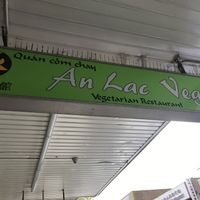 Quán cơm chay
An Lac Veg
Vegetarian Restaurant